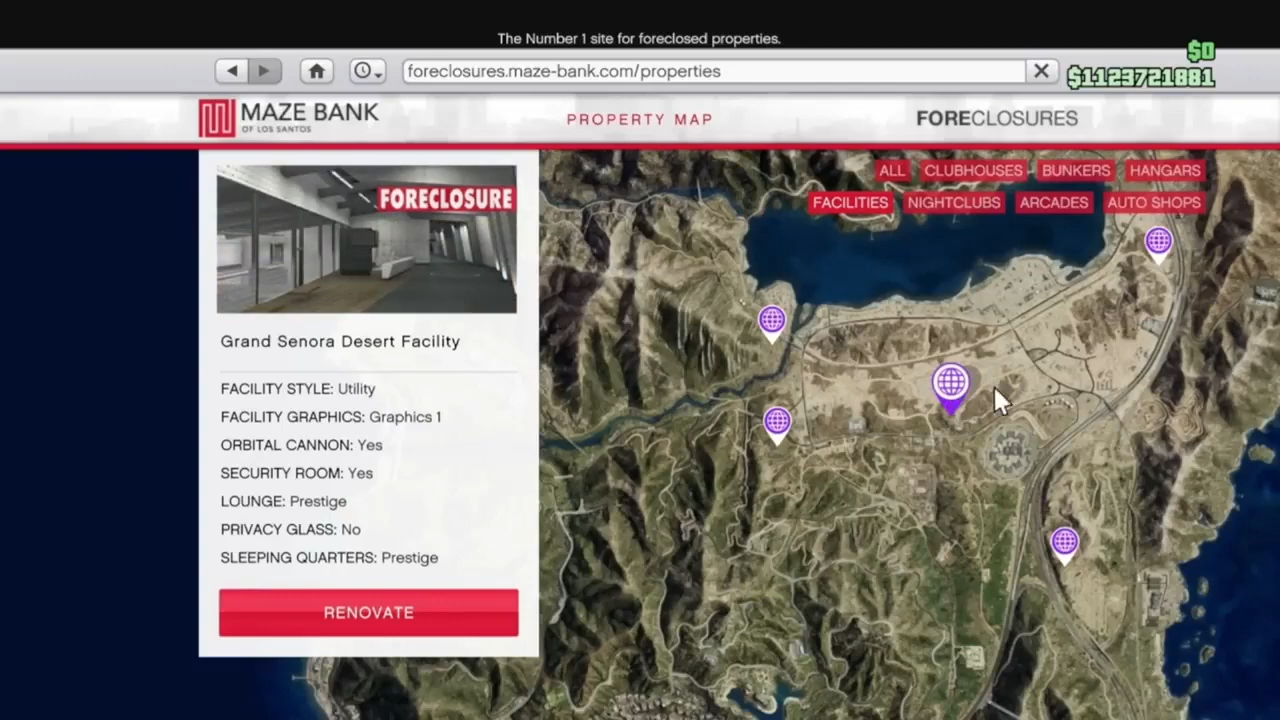 The Number 1 site for foreclosed properties.
$0
foreclosures.maze-bank.com/properties
$1123721881
MAZE BANK
OF LOS SANTOS
PROPERTY MAP
FORECLOSURES
FORECLOSURE
ALL CLUBHOUSES BUNKERS HANGARS
FACILITIES NIGHTCLUBS ARCADES AUTO SHOPS
Grand Senora Desert Facility
FACILITY STYLE: Utility
FACILITY GRAPHICS: Graphics 1
ORBITAL CANNON: Yes
SECURITY ROOM: Yes
LOUNGE: Prestige
PRIVACY GLASS: No
SLEEPING QUARTERS: Prestige
RENOVATE